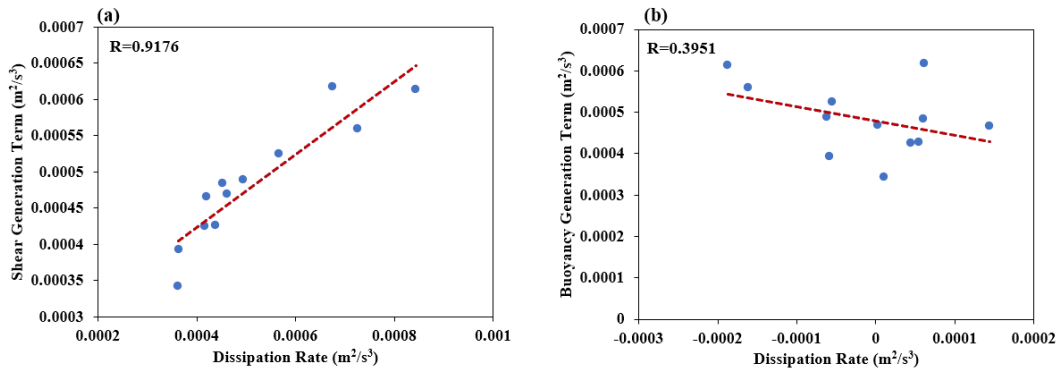 (a)
R=0.9176
Shear Generation Term (m²/s³)
0.0007
0.00065
0.0006
0.00055
0.0005
0.00045
0.0004
0.00035
0.0003
0.0002 0.0004 0.0006 0.0008 0.001
Dissipation Rate (m²/s³)
(b)
R=0.3951
Buoyancy Generation Term (m²/s³)
0.0007
0.0006
0.0005
0.0004
0.0003
0.0002
0.0001
0
-0.0003 -0.0002 -0.0001 0 0.0001 0.0002
Dissipation Rate (m²/s³)